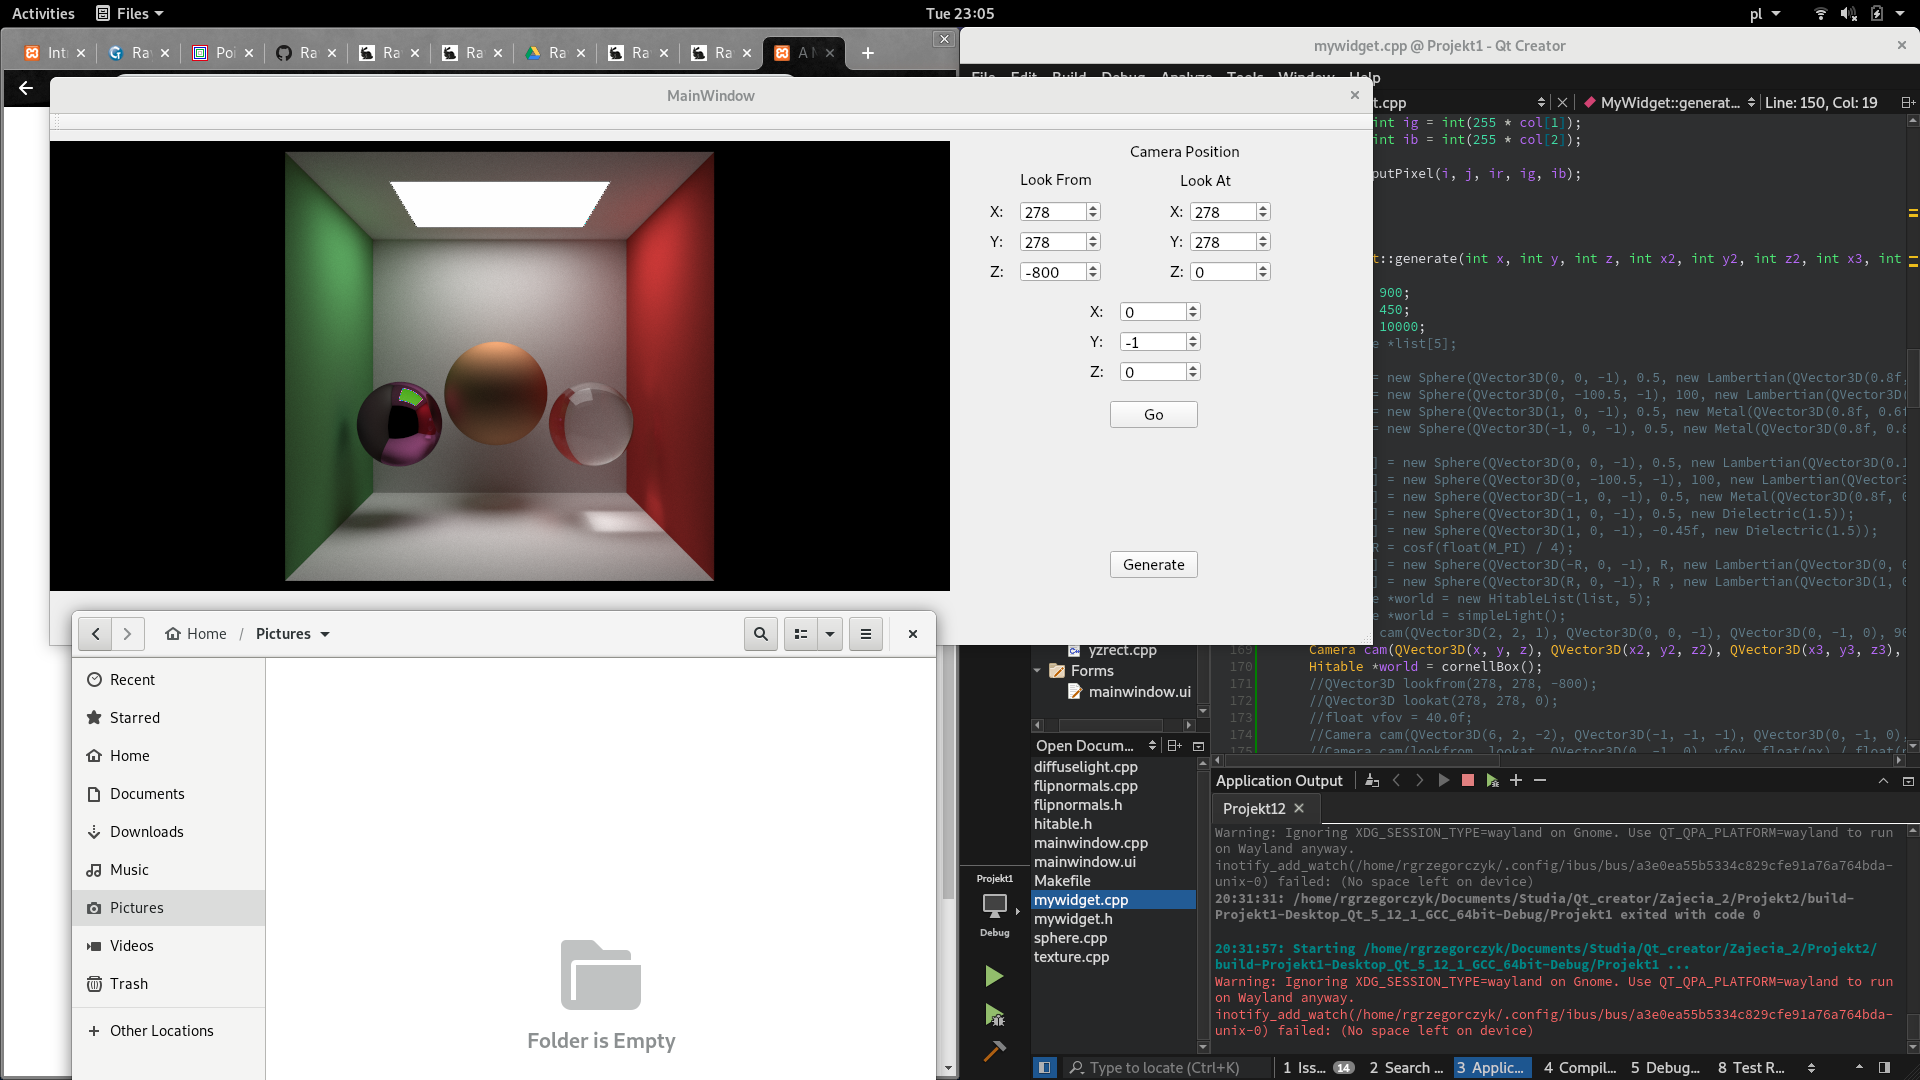 Activities
Files
Tue 23:05
pl
Int
Ray
Poi
Ra
Ra
Ra
Ra
Ra
Ra
A M
mywidget.cpp @ Projekt1 - Qt Creator
File Edit Build Debug Analyze Tools Window Help
MainWindow
Camera Position
Look From
Look At
X: 278
X: 278
Y: 278
Y: 278
Z: -800
Z: 0
X: 0
Y: -1
Z: 0
Go
Generate
t.cpp
MyWidget::generat...
Line: 150, Col: 19
int ig = int(255 * col[1]);
int ib = int(255 * col[2]);
putPixel(i, j, ir, ig, ib);
t::generate(int x, int y, int z, int x2, int y2, int z2, int x3, int
900;
450;
10000;
e *list[5];
= new Sphere(QVector3D(0, 0, -1), 0.5, new Lambertian(QVector3D(0.8f,
= new Sphere(QVector3D(0, -100.5, -1), 100, new Lambertian(QVector3D(
= new Sphere(QVector3D(1, 0, -1), 0.5, new Metal(QVector3D(0.8f, 0.6f
= new Sphere(QVector3D(-1, 0, -1), 0.5, new Metal(QVector3D(0.8f, 0.8
] = new Sphere(QVector3D(0, 0, -1), 0.5, new Lambertian(QVector3D(0.1
] = new Sphere(QVector3D(0, -100.5, -1), 100, new Lambertian(QVector3
] = new Sphere(QVector3D(-1, 0, -1), 0.5, new Metal(QVector3D(0.8f, 0
] = new Sphere(QVector3D(1, 0, -1), 0.5, new Dielectric(1.5));
] = new Sphere(QVector3D(1, 0, -1), -0.45f, new Dielectric(1.5));
R = cosf(float(M_PI) / 4);
] = new Sphere(QVector3D(-R, 0, -1), R, new Lambertian(QVector3D(0, 0
] = new Sphere(QVector3D(R, 0, -1), R , new Lambertian(QVector3D(1, 0
e *world = new HitableList(list, 5);
e *world = simpleLight();
cam(QVector3D(2, 2, 1), QVector3D(0, 0, -1), QVector3D(0, -1, 0), 90
169 Camera cam(QVector3D(x, y, z), QVector3D(x2, y2, z2), QVector3D(x3, y3, z3),
170 Hitable *world = cornellBox();
171 //QVector3D lookfrom(278, 278, -800);
172 //QVector3D lookat(278, 278, 0);
173 //float vfov = 40.0f;
174 //Camera cam(QVector3D(6, 2, -2), QVector3D(-1, -1, -1), QVector3D(0, -1, 0),
175 //Camera cam(lookfrom, lookat, QVector3D(0, -1, 0), vfov, float(nx) / float(n
yzrect.cpp
Forms
mainwindow.ui
Open Docum...
diffuselight.cpp
flipnormals.cpp
flipnormals.h
hitable.h
mainwindow.cpp
mainwindow.ui
Makefile
mywidget.cpp
mywidget.h
sphere.cpp
texture.cpp
Projekt1
Debug
Application Output
Projekt12
Warning: Ignoring XDG_SESSION_TYPE=wayland on Gnome. Use QT_QPA_PLATFORM=wayland to run
on Wayland anyway.
inotify_add_watch(/home/rgrzegorczyk/.config/ibus/bus/a3e0ea55b5334c829cfe91a76a764bda-
unix-0) failed: (No space left on device)
20:31:31: /home/rgrzegorczyk/Documents/Studia/Qt_creator/Zajecia_2/Projekt2/build-
Projekt1-Desktop_Qt_5_12_1_GCC_64bit-Debug/Projekt1 exited with code 0
20:31:57: Starting /home/rgrzegorczyk/Documents/Studia/Qt_creator/Zajecia_2/Projekt2/
build-Projekt1-Desktop_Qt_5_12_1_GCC_64bit-Debug/Projekt1 ...
Warning: Ignoring XDG_SESSION_TYPE=wayland on Gnome. Use QT_QPA_PLATFORM=wayland to run
on Wayland anyway.
inotify_add_watch(/home/rgrzegorczyk/.config/ibus/bus/a3e0ea55b5334c829cfe91a76a764bda-
unix-0) failed: (No space left on device)
Type to locate (Ctrl+K)
1 Iss... 14
2 Search ...
3 Applic...
4 Compil...
5 Debug...
8 Test R...
Home / Pictures
Recent
Starred
Home
Documents
Downloads
Music
Pictures
Videos
Trash
Other Locations
Folder is Empty